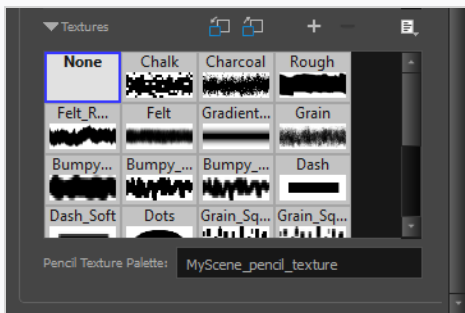 Textures
None Chalk Charcoal Rough
Felt_R... Felt Gradient... Grain
Bumpy... Bumpy_... Bumpy_... Dash
Dash_Soft Dots Grain_Sq... Grain_Sq...
Pencil Texture Palette: MyScene_pencil_texture